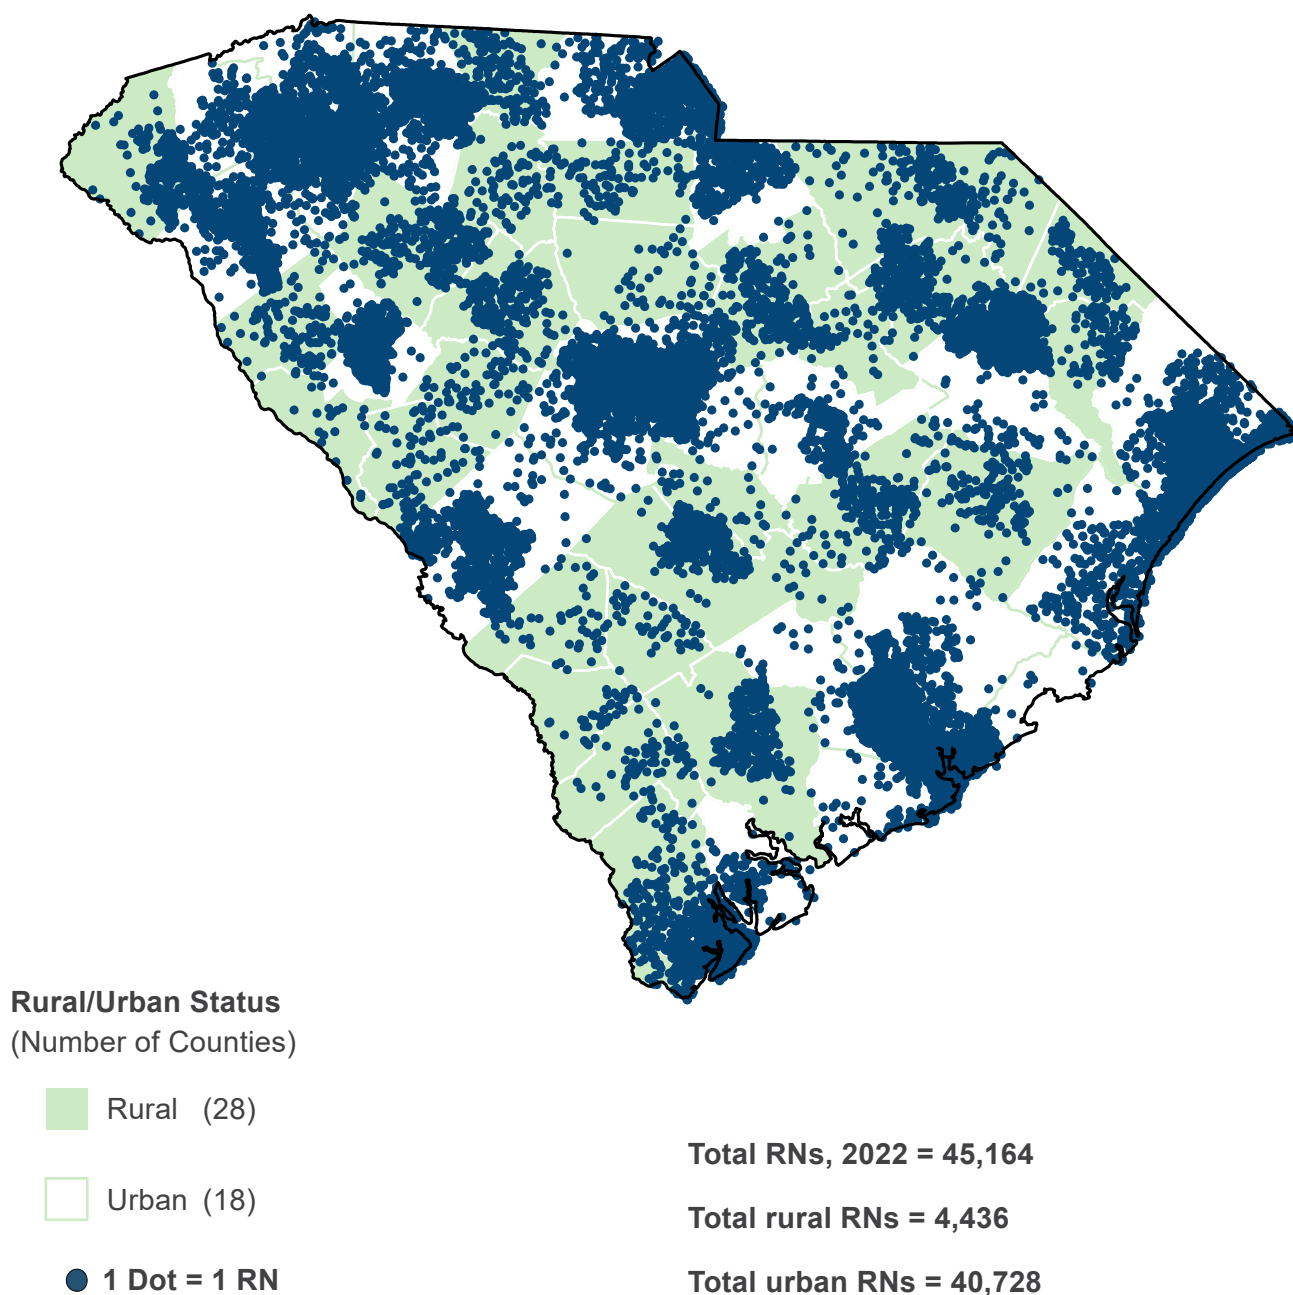 Rural/Urban Status
(Number of Counties)
Rural (28)
Urban (18)
1 Dot = 1 RN
Total RNs, 2022 = 45,164
Total rural RNs = 4,436
Total urban RNs = 40,728